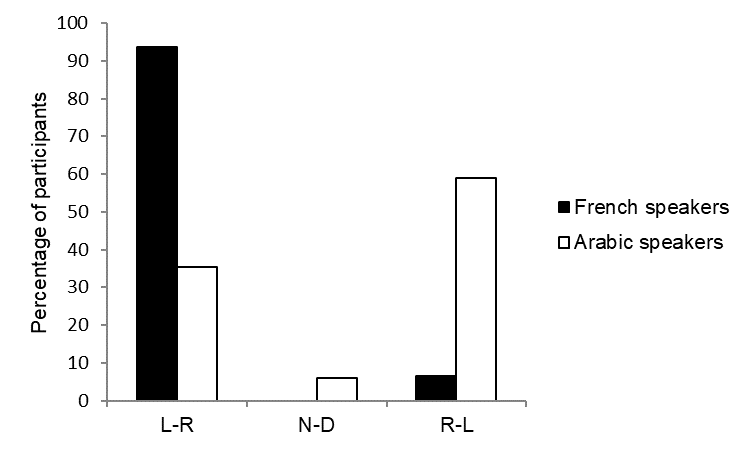 Percentage of participants
100
90
80
70
60
50
40
30
20
10
0
L-R
N-D
R-L
French speakers
Arabic speakers